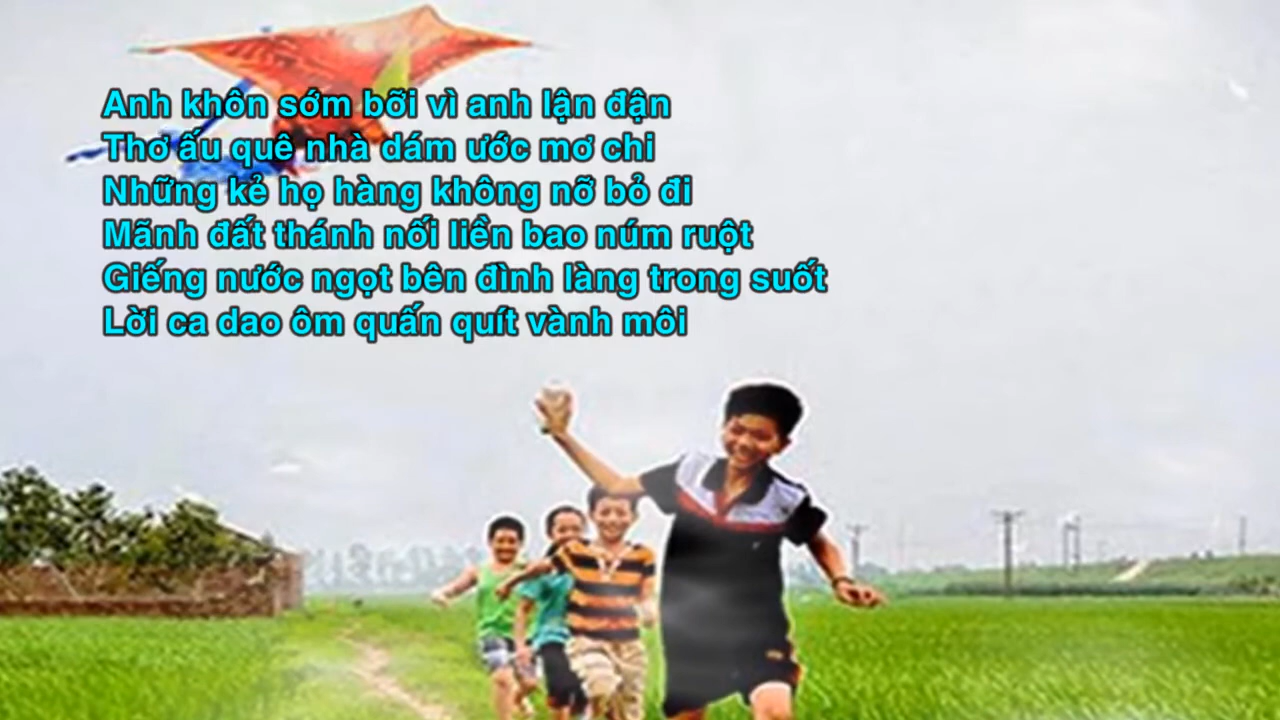 Anh khôn sớm bỡi vì anh lận đận
Thơ ấu quê nhà dám ước mơ chi
Những kẻ họ hàng không nỡ bỏ đi
Mãnh đất thánh nối liền bao núm ruột
Giếng nước ngọt bên đình làng trong suốt
Lời ca dao ôm quấn quít vành môi